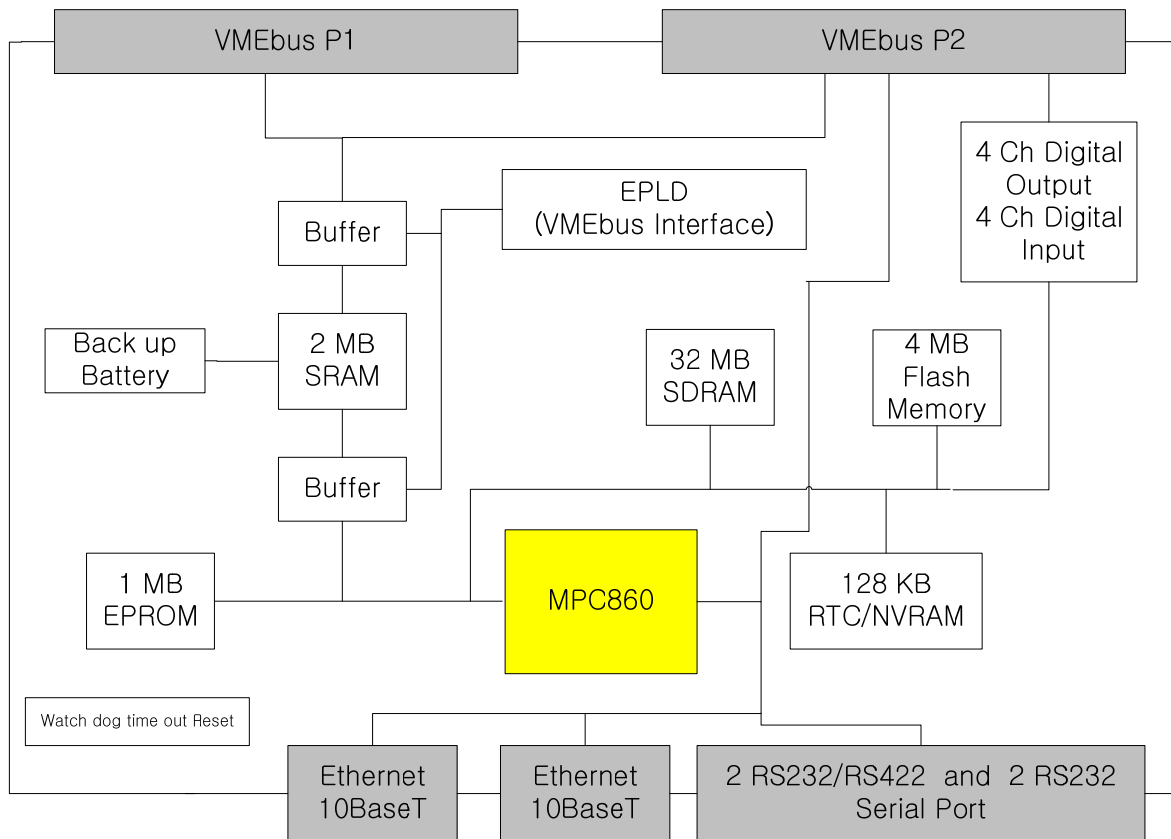 VMEbus P1
VMEbus P2
4 Ch Digital
Output
4 Ch Digital
Input
EPLD
(VMEbus Interface)
Buffer
Back up
Battery
2 MB
SRAM
32 MB
SDRAM
4 MB
Flash
Memory
Buffer
1 MB
EPROM
MPC860
128 KB
RTC/NVRAM
Watch dog time out Reset
Ethernet
10BaseT
Ethernet
10BaseT
2 RS232/RS422 and 2 RS232
Serial Port